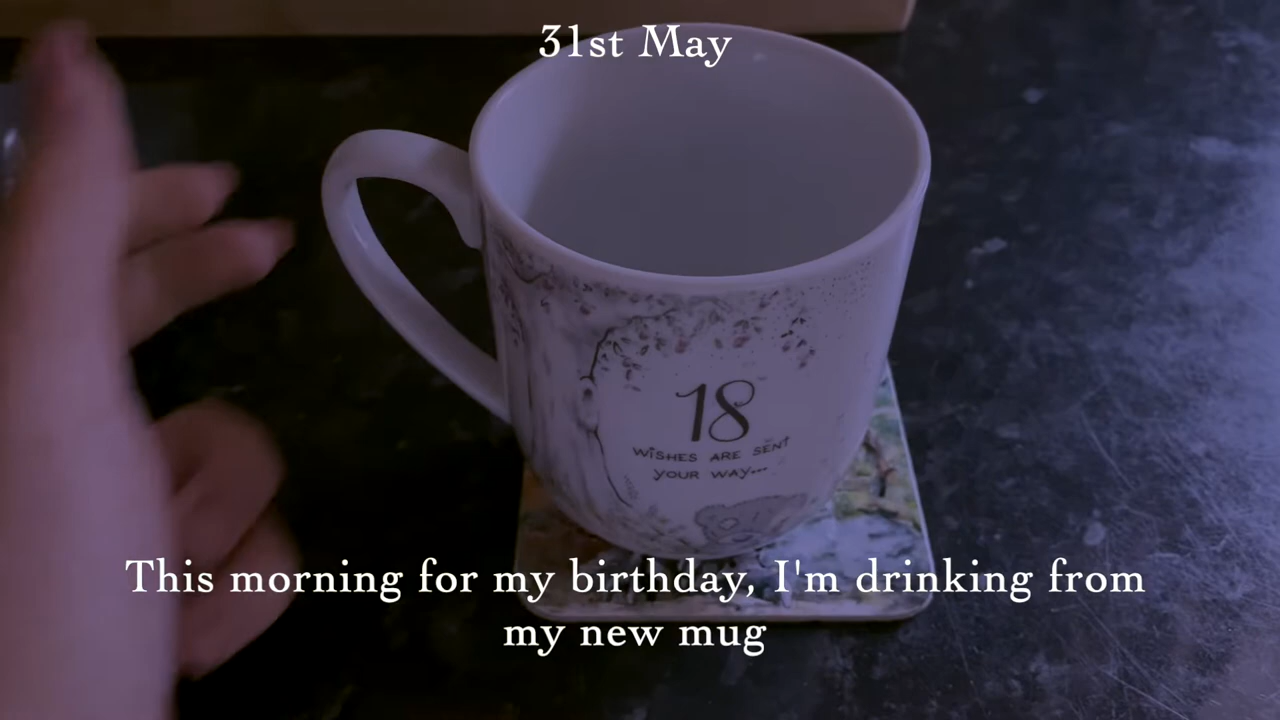 31st May
18
WISHES ARE SENT
YOUR WAY...
This morning for my birthday, I'm drinking from
my new mug